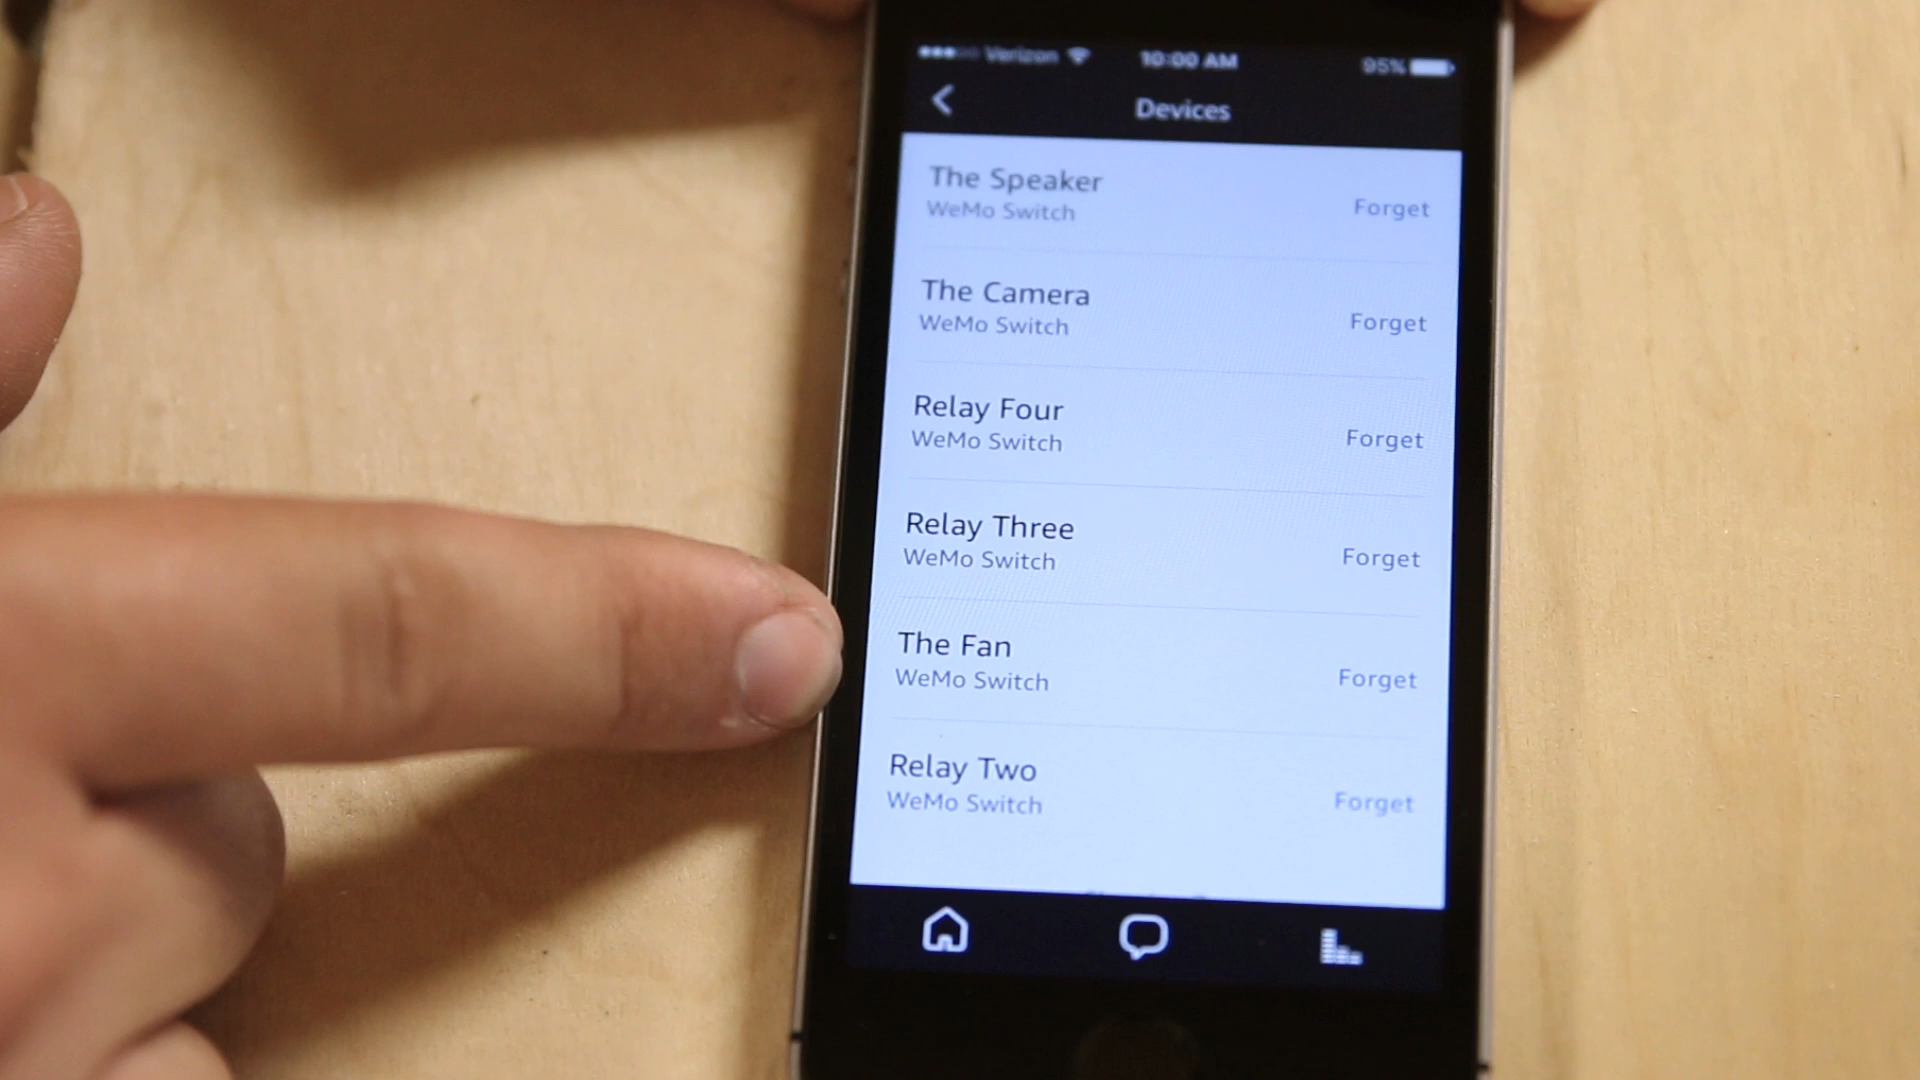 Verizon 10:00 AM 95%
Devices
The Speaker
WeMo Switch
Forget
The Camera
WeMo Switch
Forget
Relay Four
WeMo Switch
Forget
Relay Three
WeMo Switch
Forget
The Fan
WeMo Switch
Forget
Relay Two
WeMo Switch
Forget